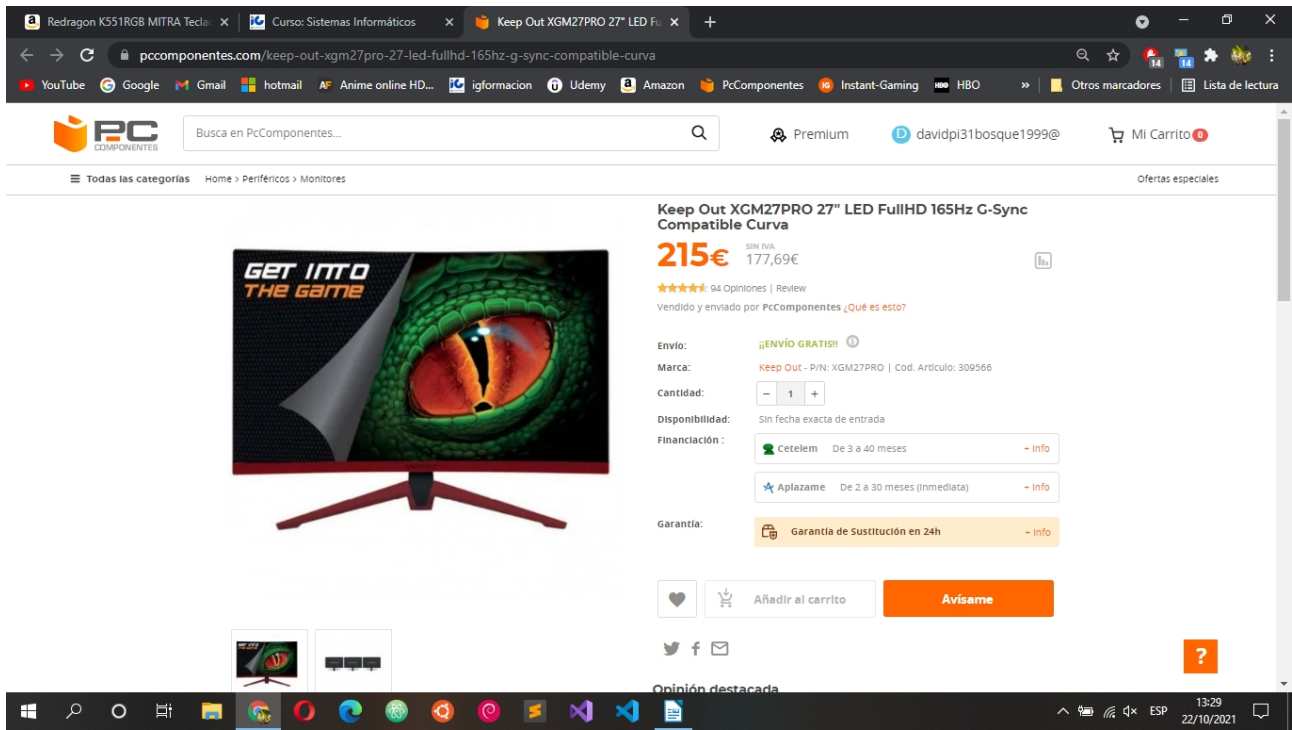 Redragon K551RGB MITRA Tecla
Curso: Sistemas Informáticos
Keep Out XGM27PRO 27" LED Fu
pccomponentes.com/keep-out-xgm27pro-27-led-fullhd-165hz-g-sync-compatible-curva
14
14
YouTube Google Gmail hotmail AF Anime online HD... igformacion Udemy Amazon PcComponentes IG Instant-Gaming HBO HBO » Otros marcadores Lista de lectura
PC
COMPONENTES
Busca en PcComponentes...
Premium
D davidpi31bosque1999@
Mi Carrito 0
Todas las categorías Home > Periféricos > Monitores
Ofertas especiales
GET INTO
THE GAME
Keep Out XGM27PRO 27" LED FullHD 165Hz G-Sync
Compatible Curva
215€
SIN IVA
177,69€
94 Opiniones | Review
Vendido y enviado por PcComponentes ¿Qué es esto?
Envío: ¡¡ENVÍO GRATIS!!
Marca: Keep Out - P/N: XGM27PRO | Cod. Artículo: 309566
Cantidad: − 1 +
Disponibilidad: Sin fecha exacta de entrada
Financiación :
Cetelem De 3 a 40 meses + Info
Aplazame De 2 a 30 meses (Inmediata) + Info
Garantía: Garantía de Sustitución en 24h + Info
Añadir al carrito
Avísame
?
Opinión destacada
ESP
13:29
22/10/2021